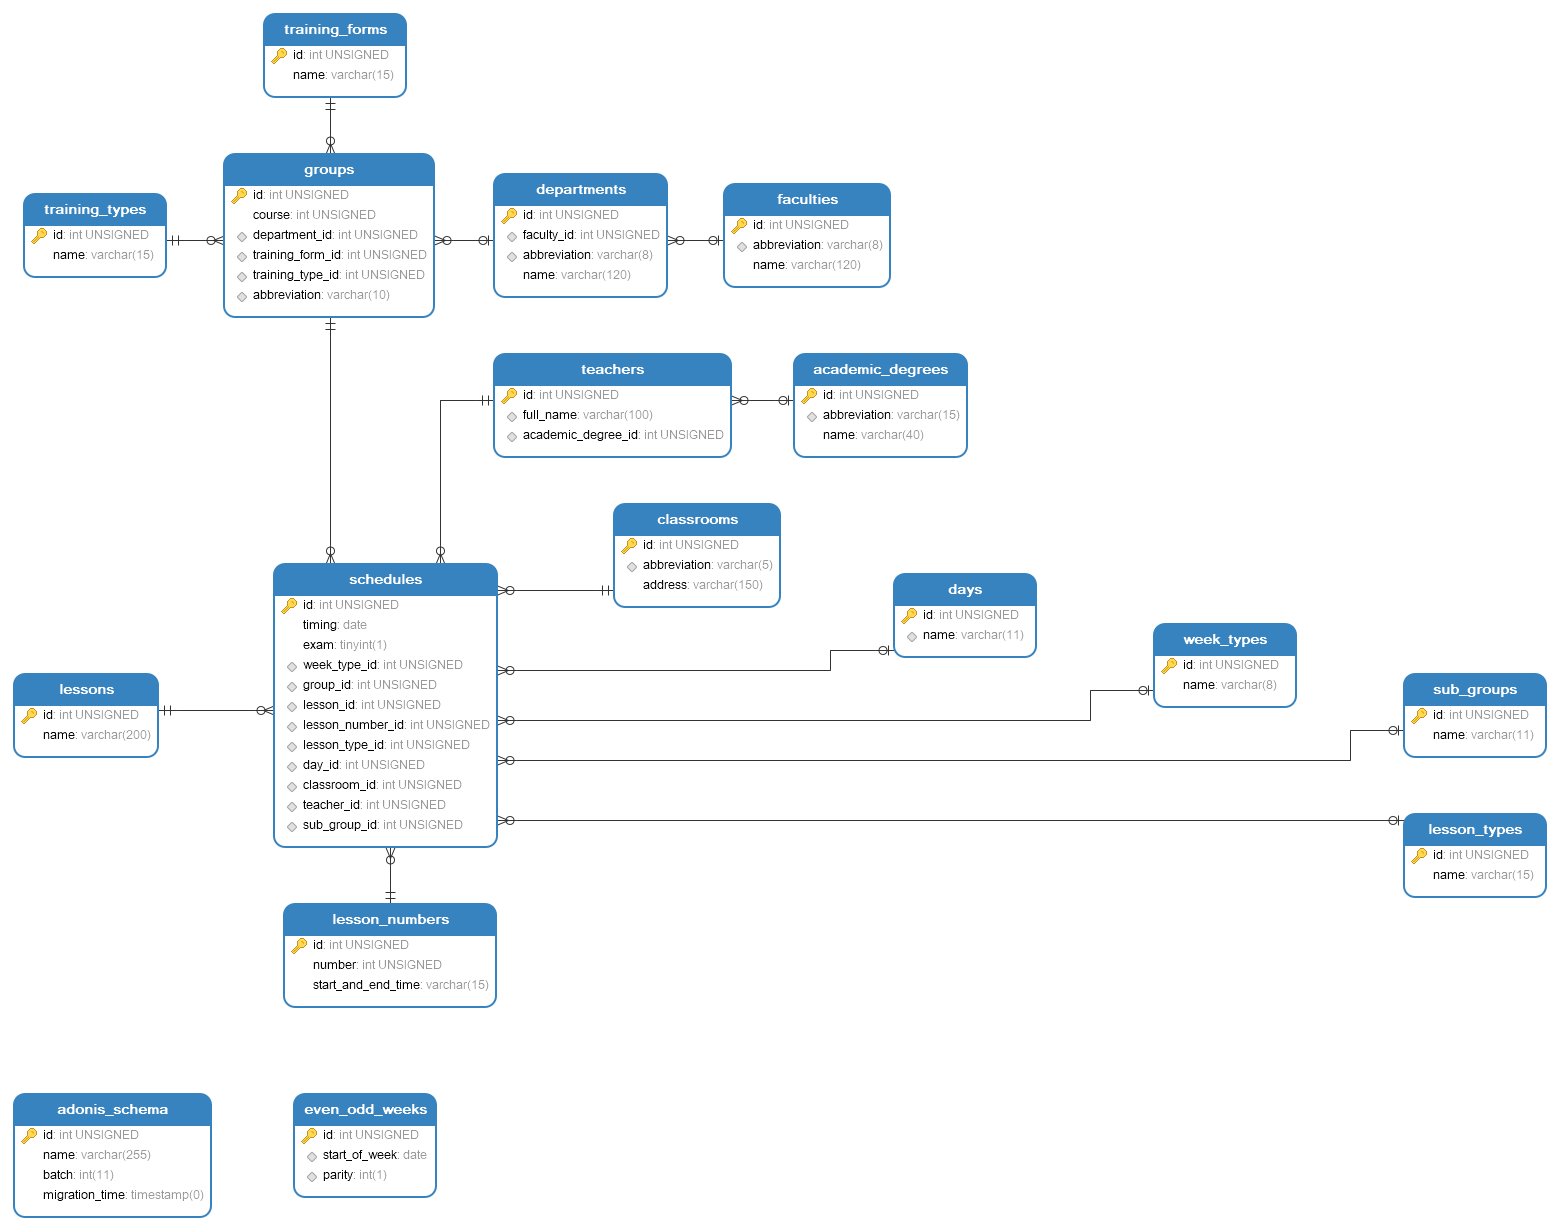 training_forms
id: int UNSIGNED
name: varchar(15)
groups
id: int UNSIGNED
course: int UNSIGNED
department_id: int UNSIGNED
training_form_id: int UNSIGNED
training_type_id: int UNSIGNED
abbreviation: varchar(10)
training_types
id: int UNSIGNED
name: varchar(15)
departments
id: int UNSIGNED
faculty_id: int UNSIGNED
abbreviation: varchar(8)
name: varchar(120)
faculties
id: int UNSIGNED
abbreviation: varchar(8)
name: varchar(120)
teachers
id: int UNSIGNED
full_name: varchar(100)
academic_degree_id: int UNSIGNED
academic_degrees
id: int UNSIGNED
abbreviation: varchar(15)
name: varchar(40)
classrooms
id: int UNSIGNED
abbreviation: varchar(5)
address: varchar(150)
schedules
id: int UNSIGNED
timing: date
exam: tinyint(1)
week_type_id: int UNSIGNED
group_id: int UNSIGNED
lesson_id: int UNSIGNED
lesson_number_id: int UNSIGNED
lesson_type_id: int UNSIGNED
day_id: int UNSIGNED
classroom_id: int UNSIGNED
teacher_id: int UNSIGNED
sub_group_id: int UNSIGNED
days
id: int UNSIGNED
name: varchar(11)
week_types
id: int UNSIGNED
name: varchar(8)
lessons
id: int UNSIGNED
name: varchar(200)
sub_groups
id: int UNSIGNED
name: varchar(11)
lesson_types
id: int UNSIGNED
name: varchar(15)
lesson_numbers
id: int UNSIGNED
number: int UNSIGNED
start_and_end_time: varchar(15)
adonis_schema
id: int UNSIGNED
name: varchar(255)
batch: int(11)
migration_time: timestamp(0)
even_odd_weeks
id: int UNSIGNED
start_of_week: date
parity: int(1)